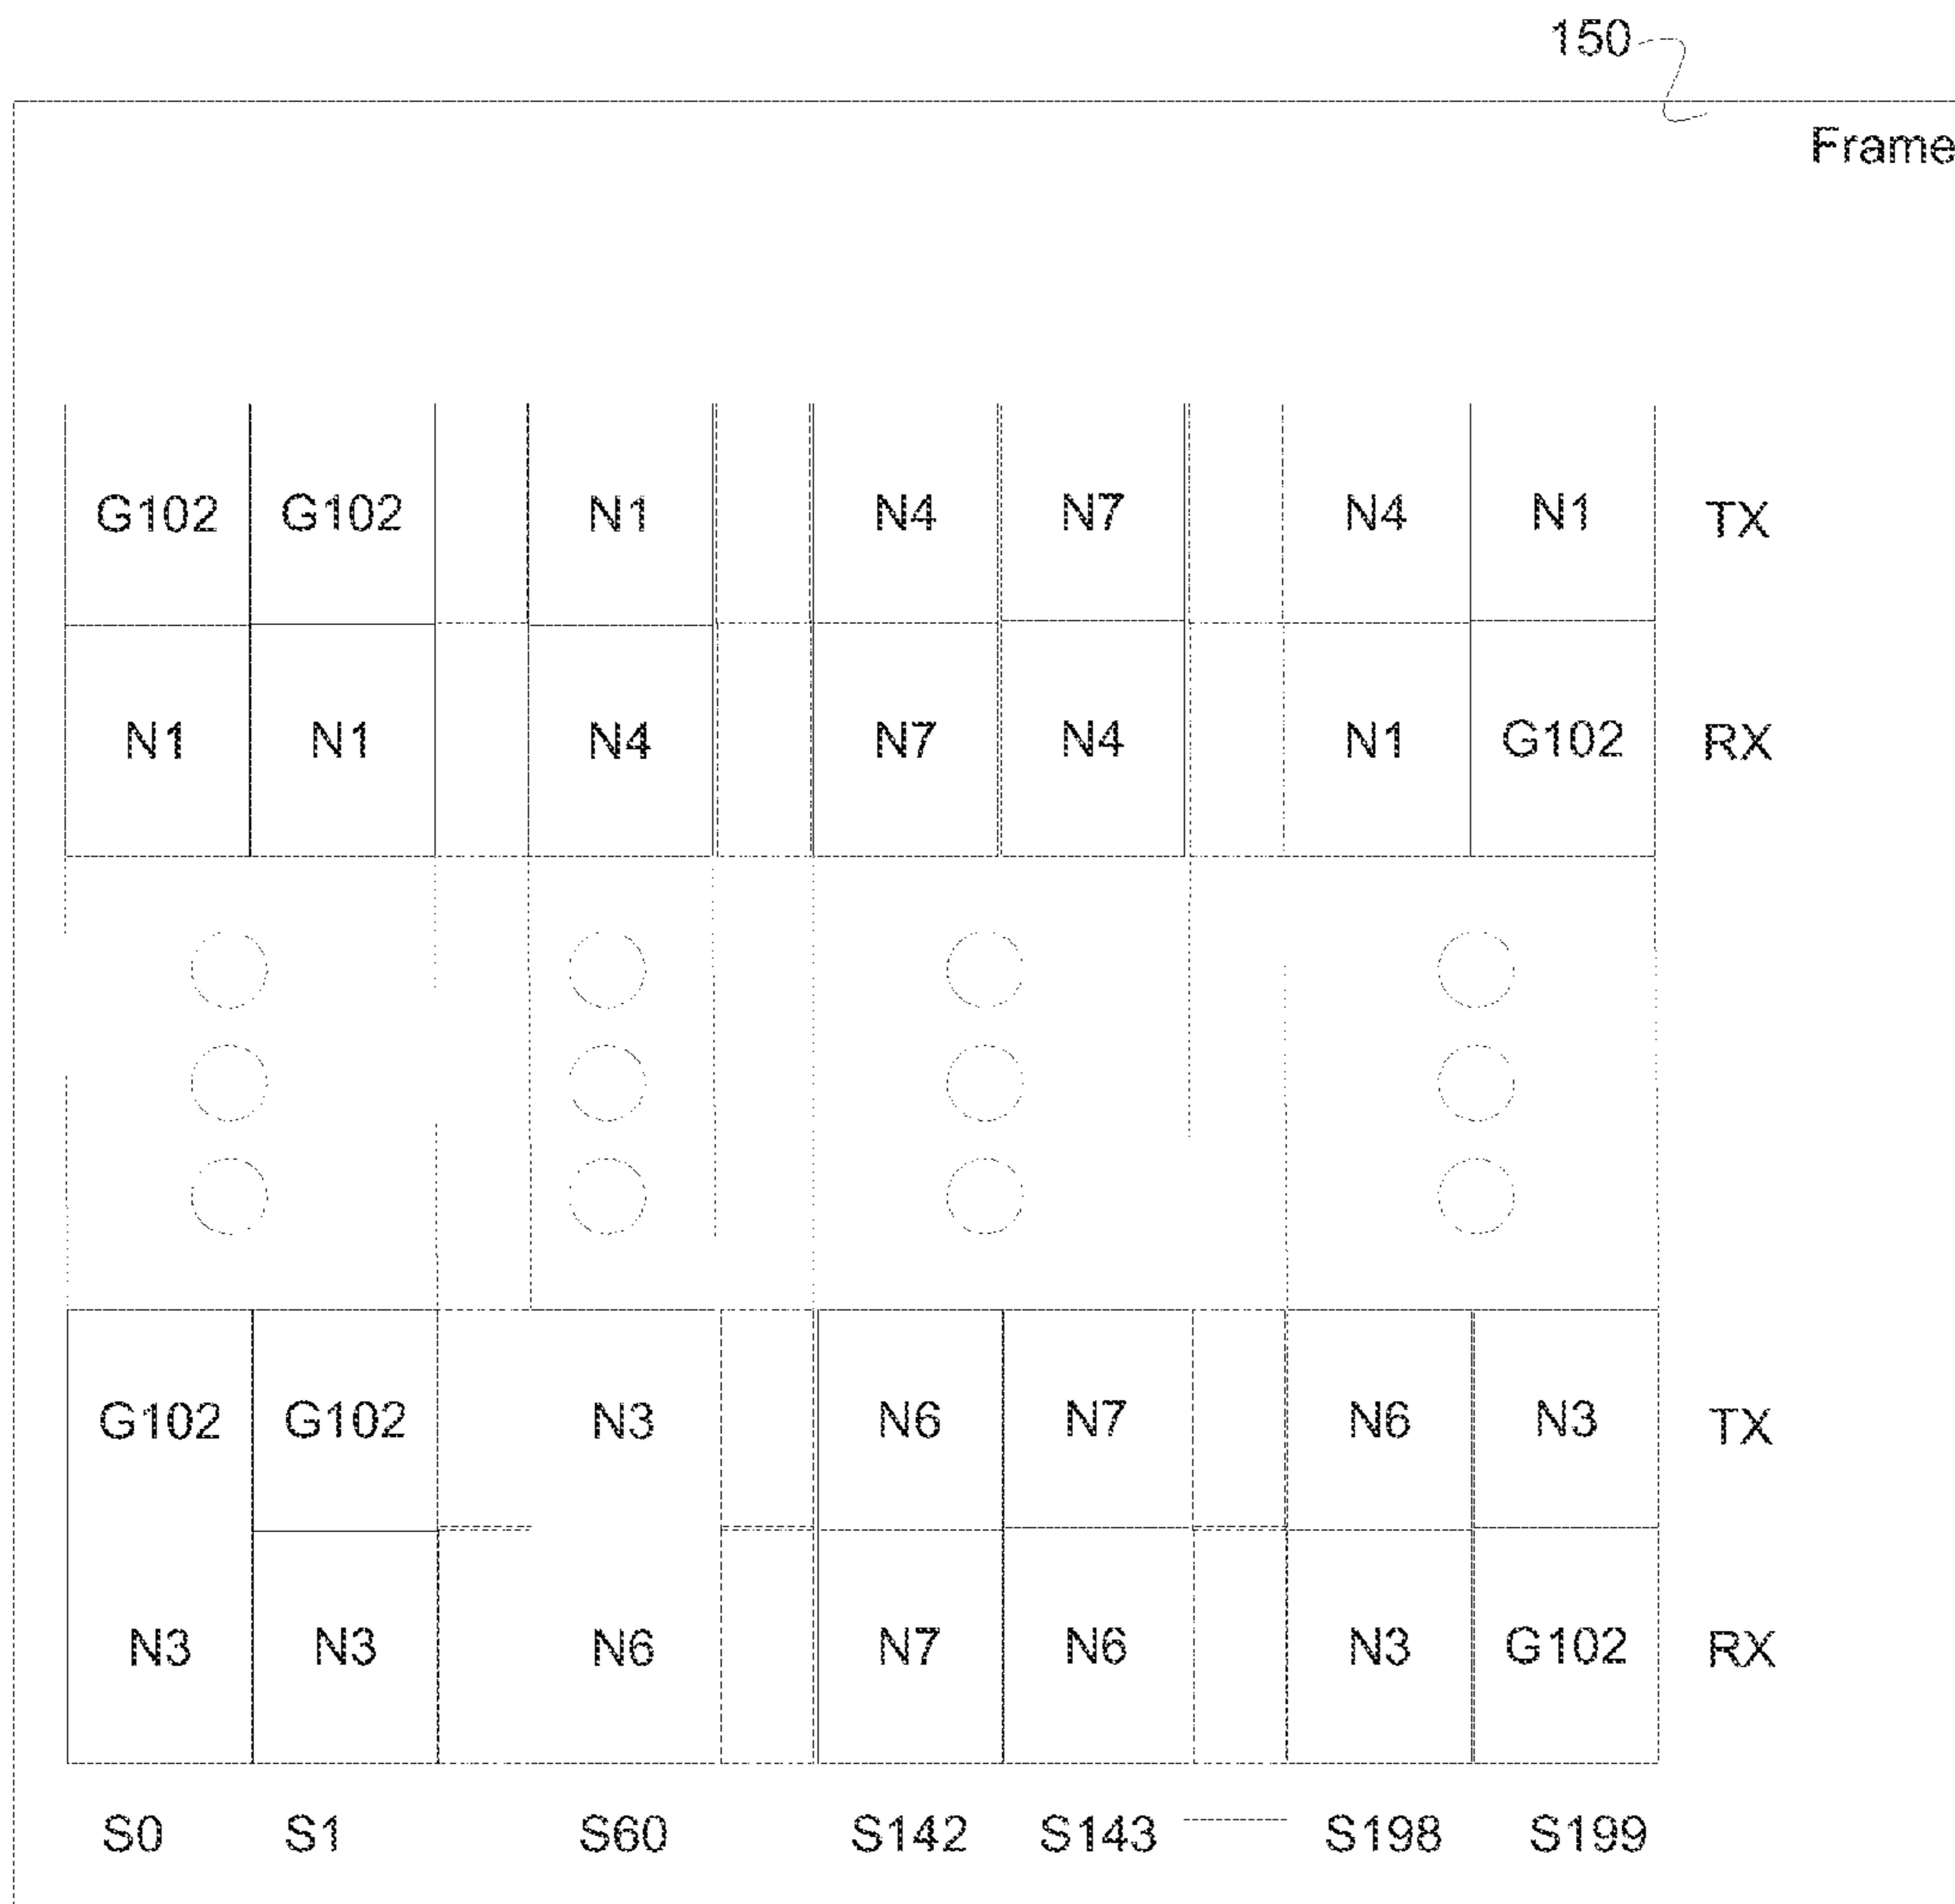 150
Frame
G102 G102 N1 N4 N7 N4 N1 TX
N1 N1 N4 N7 N4 N1 G102 RX
G102 G102 N3 N6 N7 N6 N3 TX
N3 N3 N6 N7 N6 N3 G102 RX
S0 S1 S60 S142 S143 S198 S199